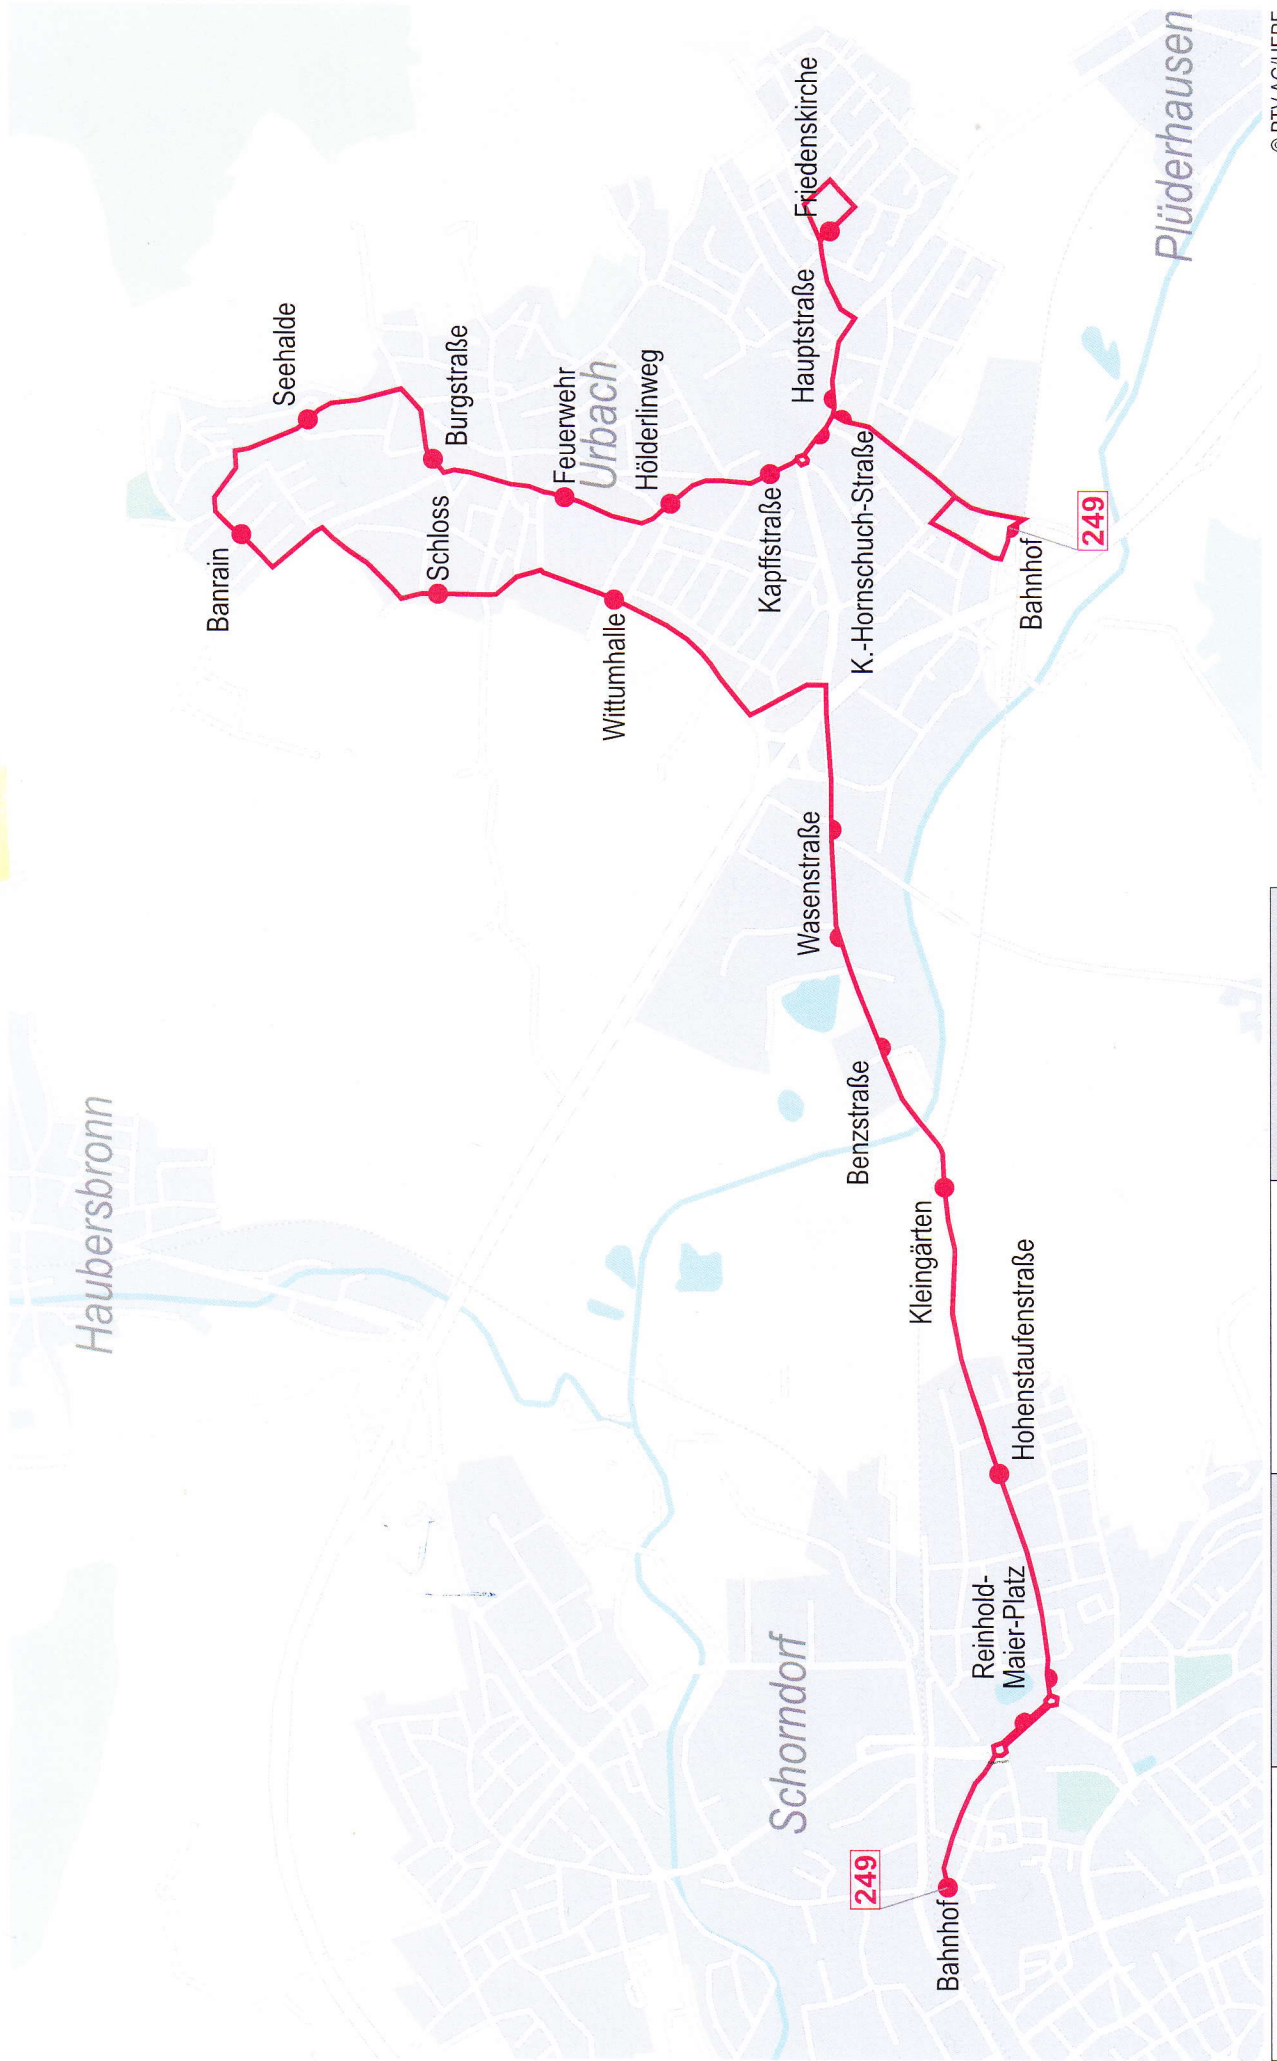 Haubersbronn
Plüderhausen
Urbach
Schorndorf
Seehalde
Banrain
Burgstraße
Schloss
Feuerwehr
Hölderlinweg
Wittumhalle
Kapffstraße
Hauptstraße
Friedenskirche
K.-Hornschuch-Straße
Bahnhof
249
Wasenstraße
Benzstraße
Kleingärten
Hohenstaufenstraße
Reinhold-
Maier-Platz
249
Bahnhof